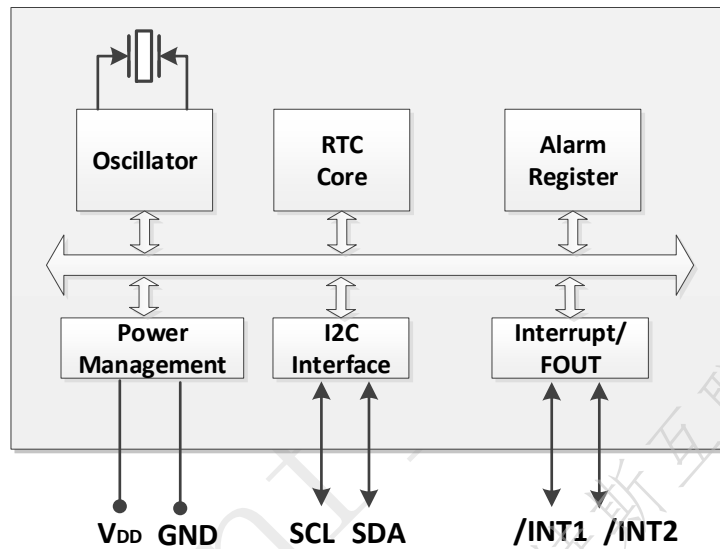 Oscillator
RTC
Core
Alarm
Register
Power
Management
I2C
Interface
Interrupt/
FOUT
VDD GND SCL SDA /INT1 /INT2